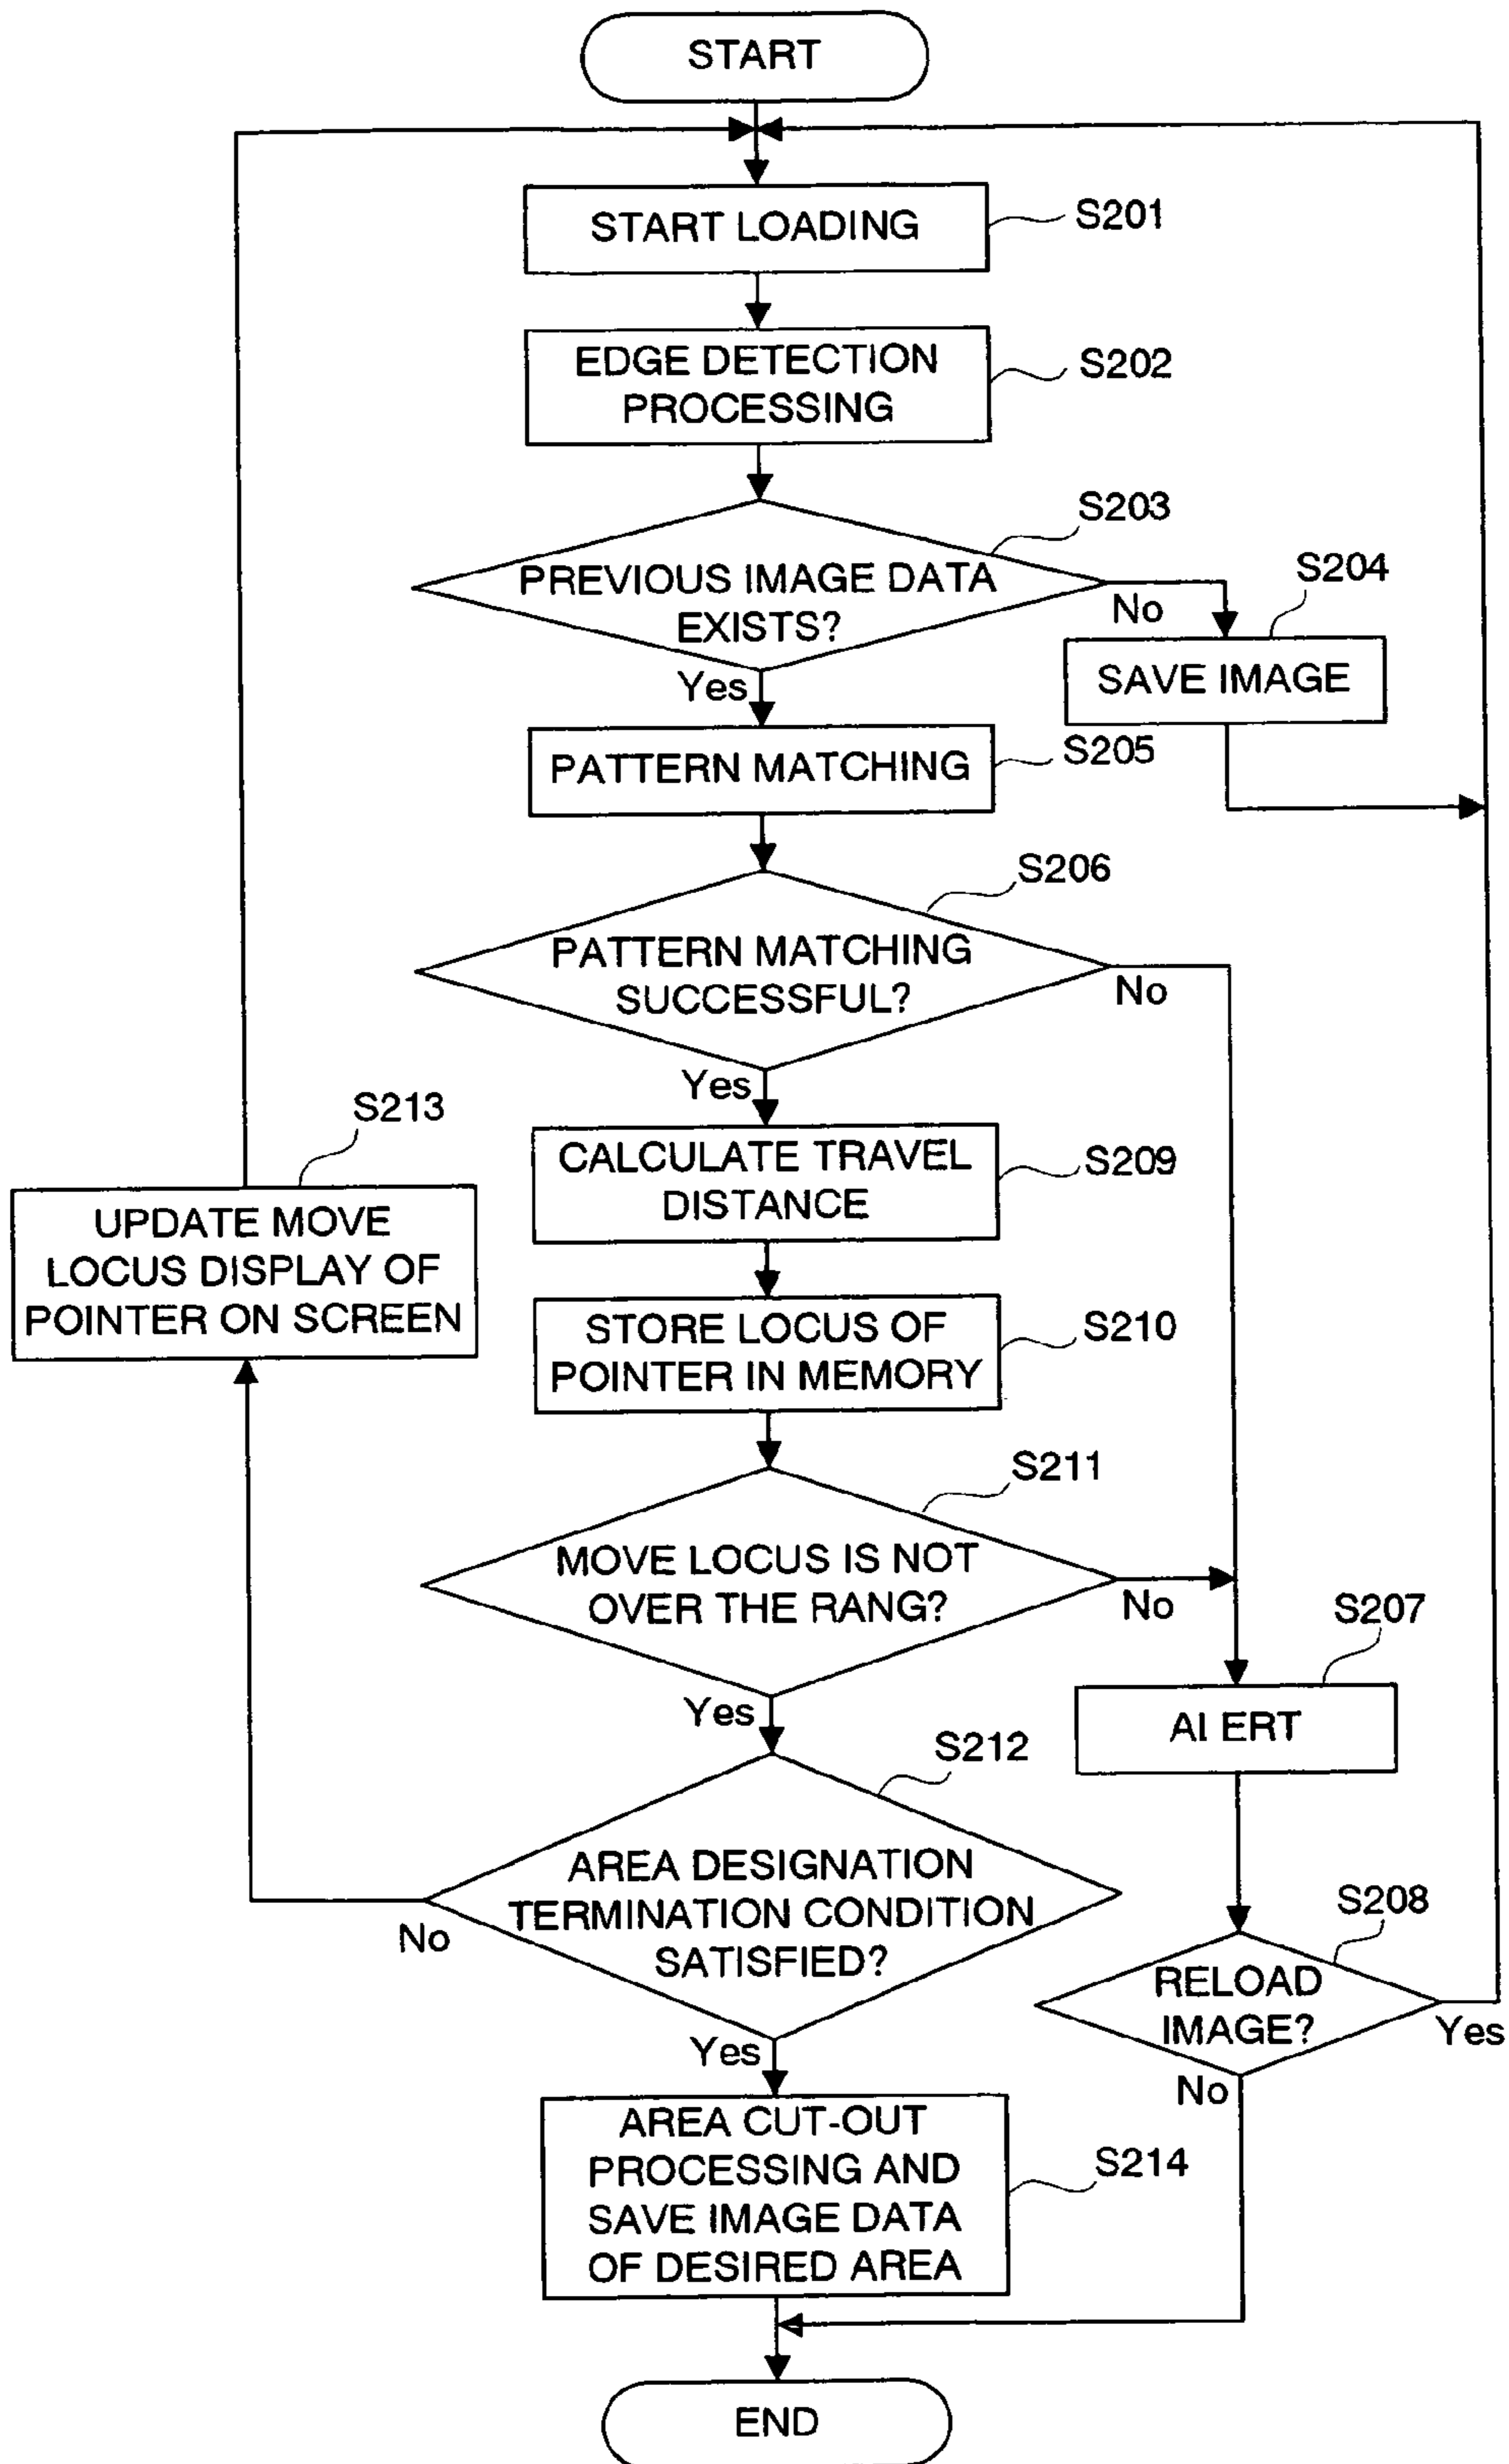 START
START LOADING
S201
EDGE DETECTION
PROCESSING
S202
S203
PREVIOUS IMAGE DATA
EXISTS?
No
S204
SAVE IMAGE
Yes
PATTERN MATCHING
S205
S206
PATTERN MATCHING
SUCCESSFUL?
No
Yes
CALCULATE TRAVEL
DISTANCE
S209
S213
UPDATE MOVE
LOCUS DISPLAY OF
POINTER ON SCREEN
STORE LOCUS OF
POINTER IN MEMORY
S210
S211
MOVE LOCUS IS NOT
OVER THE RANG?
No
Yes
S207
AI ERT
S212
AREA DESIGNATION
TERMINATION CONDITION
SATISFIED?
No
Yes
S208
RELOAD
IMAGE?
Yes
No
AREA CUT-OUT
PROCESSING AND
SAVE IMAGE DATA
OF DESIRED AREA
S214
END